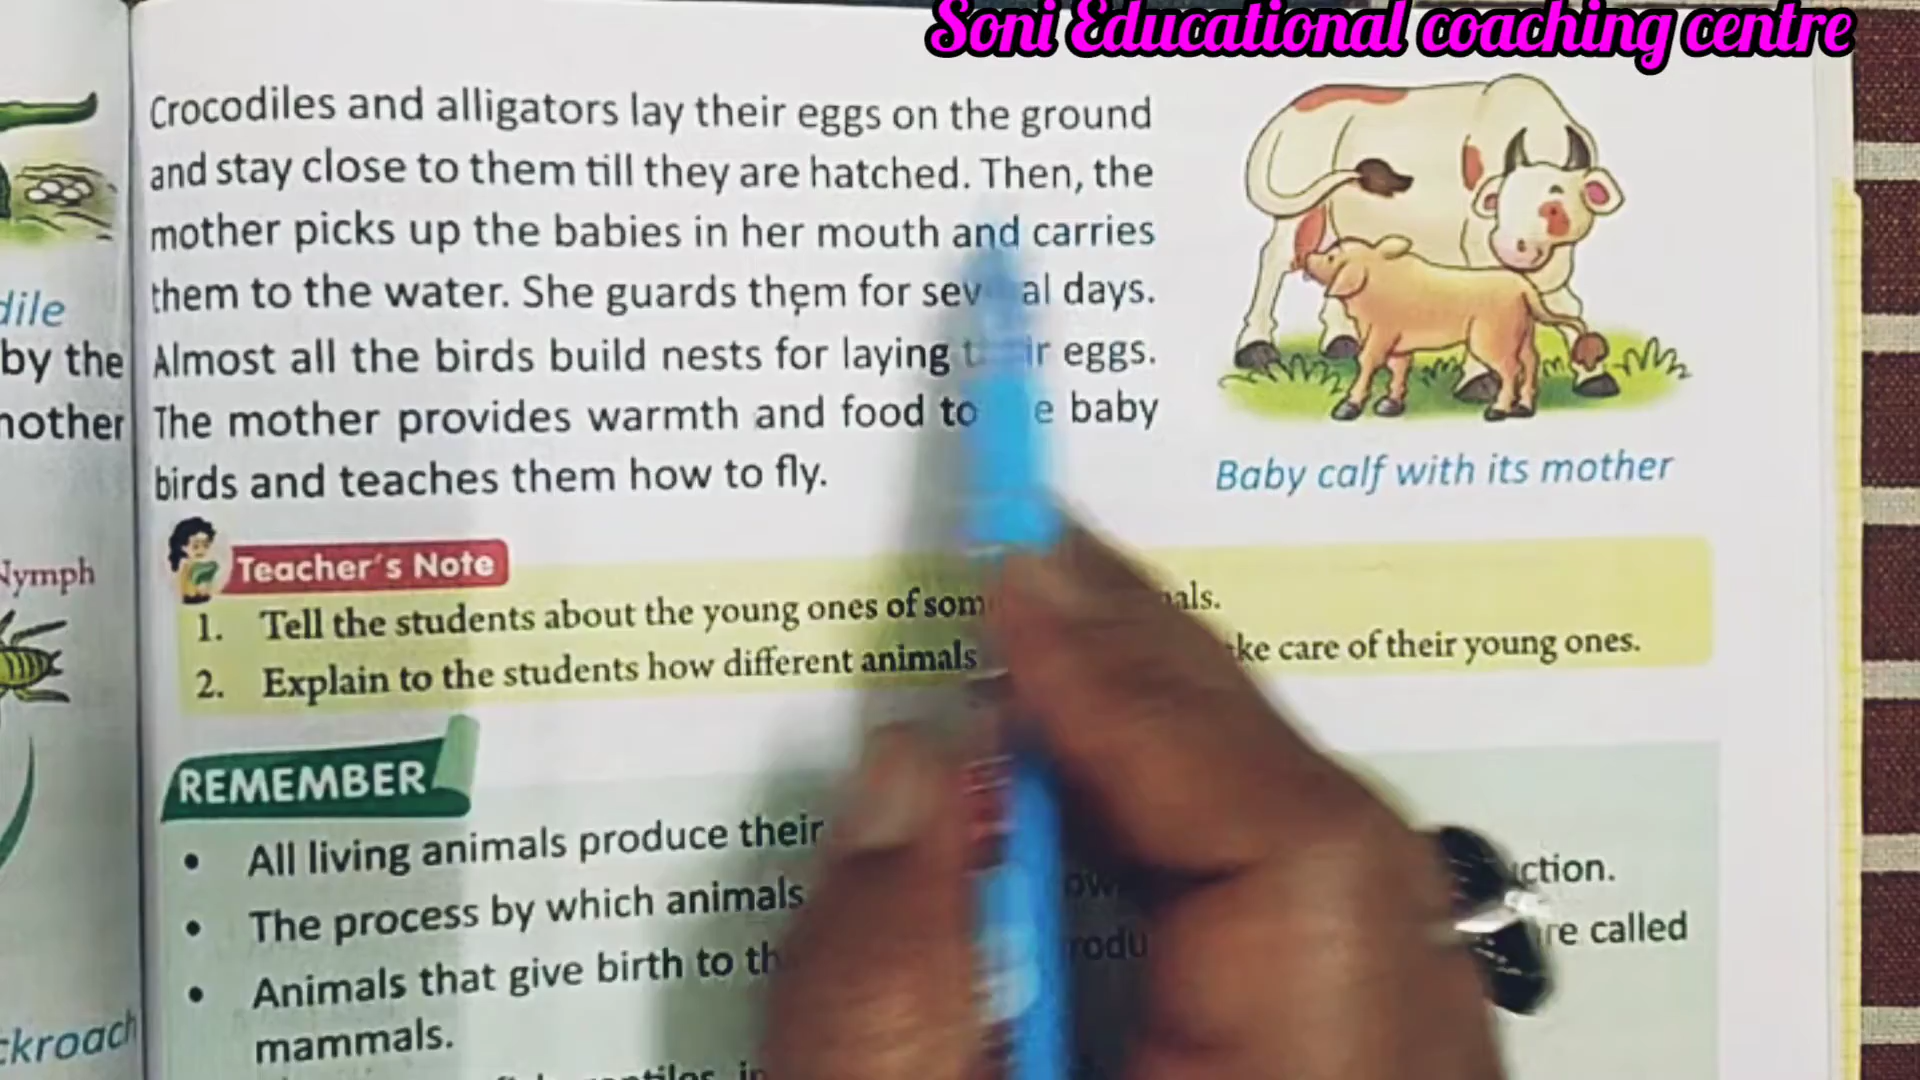 Soni Educational coaching centre
Crocodiles and alligators lay their eggs on the ground
and stay close to them till they are hatched. Then, the
mother picks up the babies in her mouth and carries
them to the water. She guards them for days.
Almost all the birds build nests for laying eggs.
The mother provides warmth and food to baby
birds and teaches them how to fly.
Baby calf with its mother
by the
Nymph
Teacher's Note
1. Tell the students about the young ones of
2. Explain to the students how different animals care of their young ones.
REMEMBER
• All living animals produce their
• The process by which animals
• Animals that give birth to called
mammals.